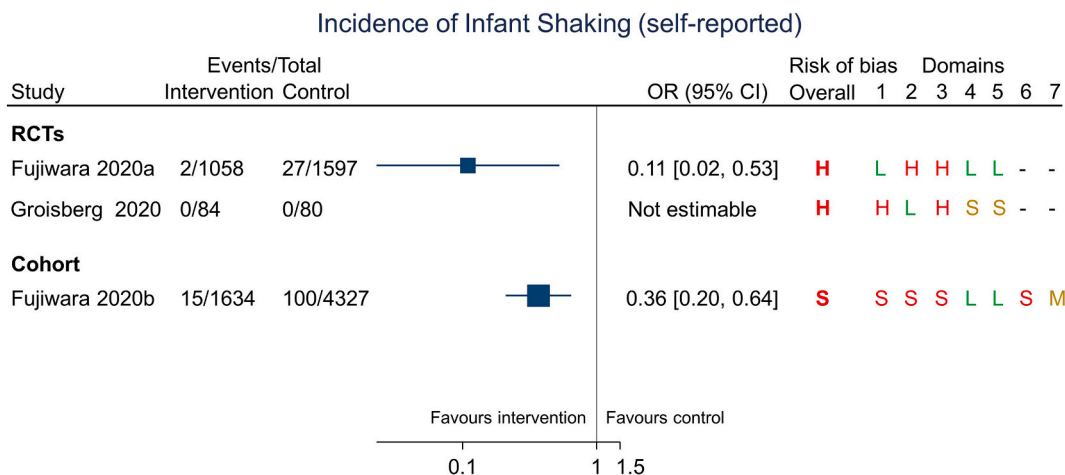 Incidence of Infant Shaking (self-reported)
Events/Total Risk of bias Domains
Study Intervention Control OR (95% CI) Overall 1 2 3 4 5 6 7
RCTs
Fujiwara 2020a 2/1058 27/1597 0.11 [0.02, 0.53] H L H H L L - -
Groisberg 2020 0/84 0/80 Not estimable H H L H S S - -
Cohort
Fujiwara 2020b 15/1634 100/4327 0.36 [0.20, 0.64] S S S S L L S M
Favours intervention Favours control
0.1 1 1.5